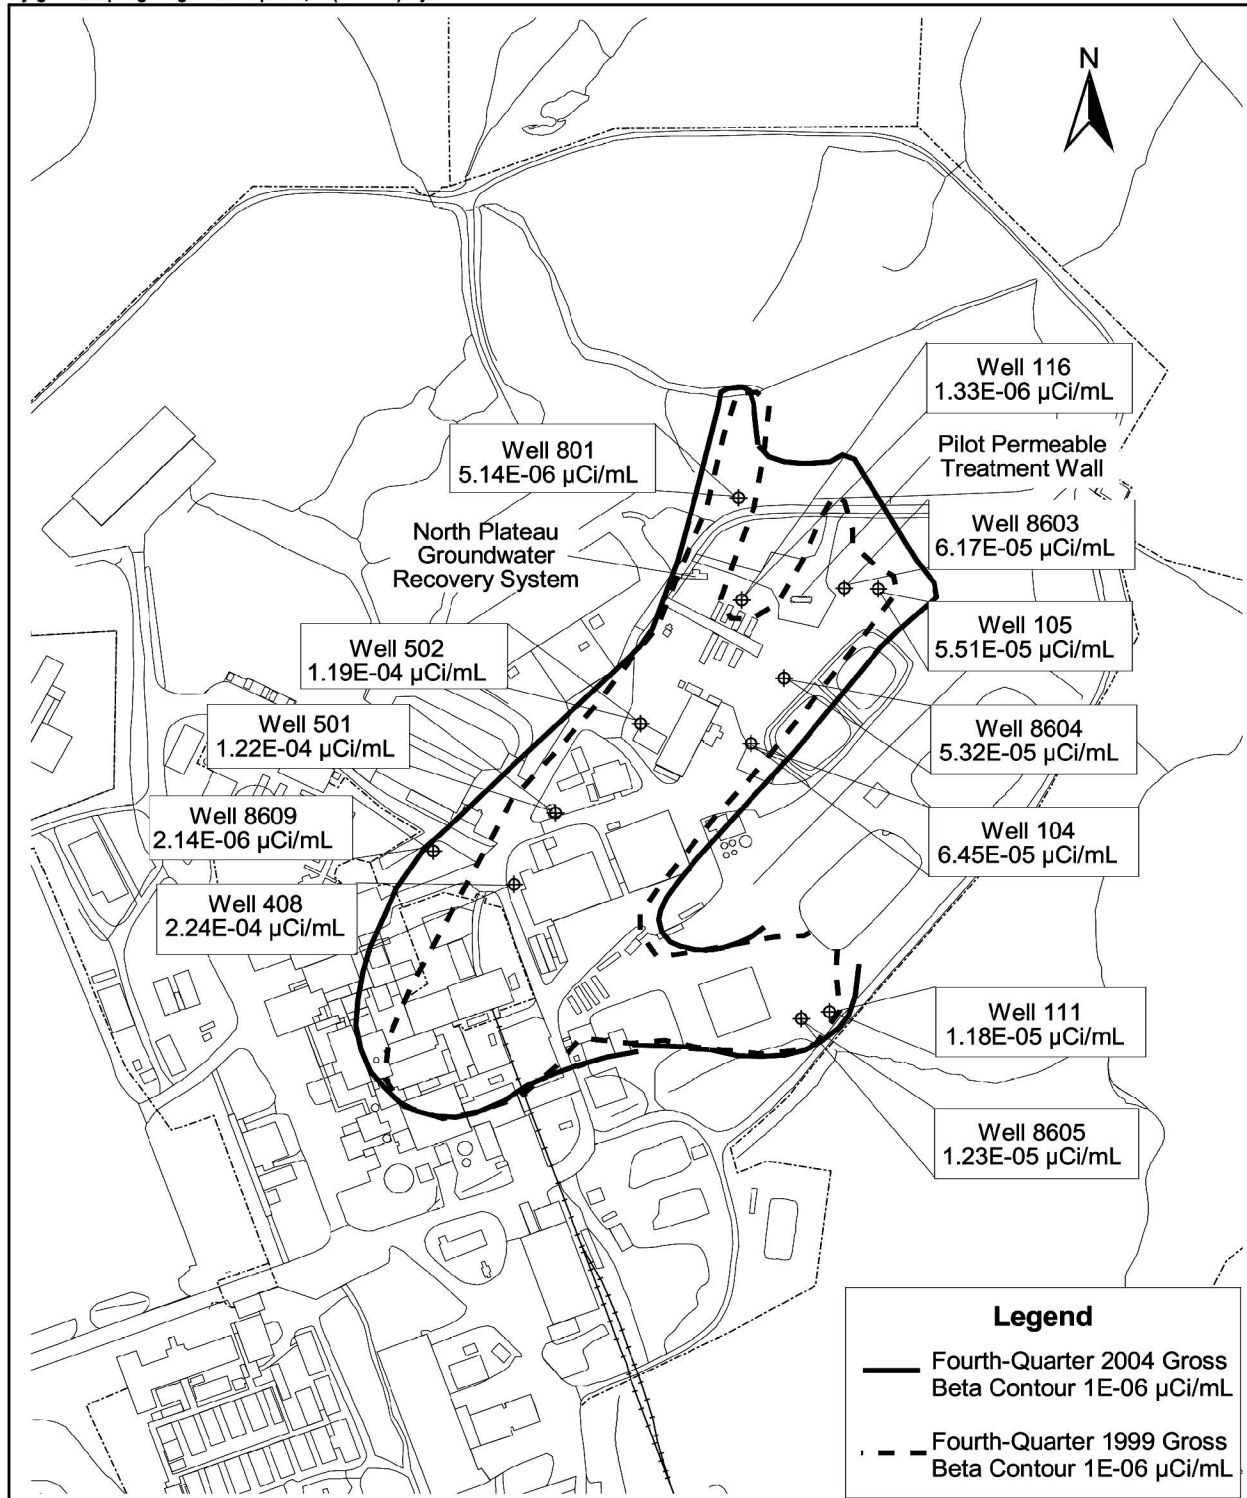 N
Well 116
1.33E-06 µCi/mL
Pilot Permeable
Treatment Wall
Well 801
5.14E-06 µCi/mL
North Plateau
Groundwater
Recovery System
Well 8603
6.17E-05 µCi/mL
Well 105
5.51E-05 µCi/mL
Well 502
1.19E-04 µCi/mL
Well 501
1.22E-04 µCi/mL
Well 8604
5.32E-05 µCi/mL
Well 8609
2.14E-06 µCi/mL
Well 104
6.45E-05 µCi/mL
Well 408
2.24E-04 µCi/mL
Well 111
1.18E-05 µCi/mL
Well 8605
1.23E-05 µCi/mL
Legend
Fourth-Quarter 2004 Gross
Beta Contour 1E-06 µCi/mL
Fourth-Quarter 1999 Gross
Beta Contour 1E-06 µCi/mL